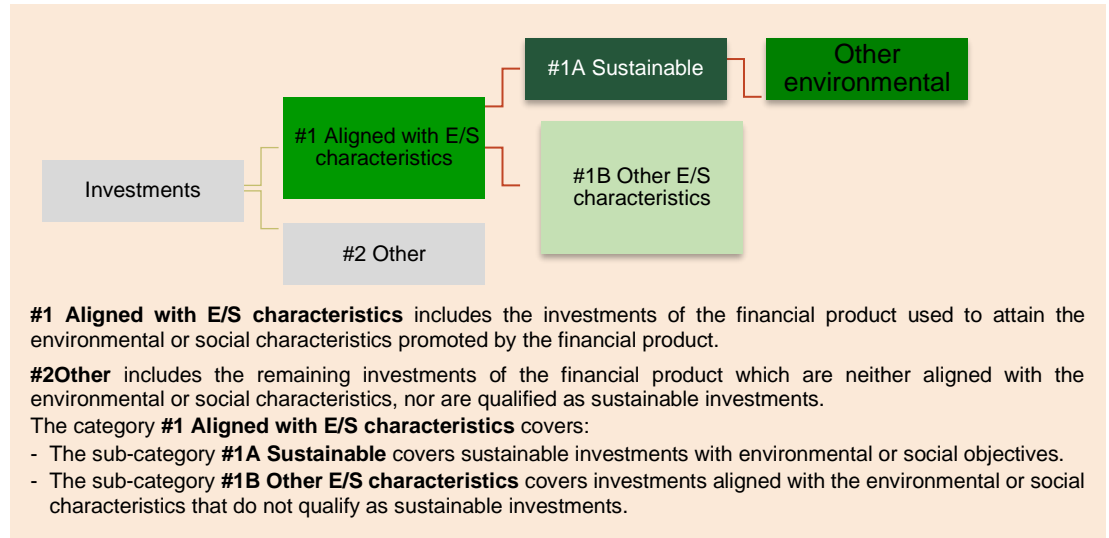 Other
environmental
#1A Sustainable
#1 Aligned with E/S
characteristics
#1B Other E/S
characteristics
Investments
#2 Other
#1 Aligned with E/S characteristics includes the investments of the financial product used to attain the
environmental or social characteristics promoted by the financial product.
#2Other includes the remaining investments of the financial product which are neither aligned with the
environmental or social characteristics, nor are qualified as sustainable investments.
The category #1 Aligned with E/S characteristics covers:
- The sub-category #1A Sustainable covers sustainable investments with environmental or social objectives.
- The sub-category #1B Other E/S characteristics covers investments aligned with the environmental or social
characteristics that do not qualify as sustainable investments.